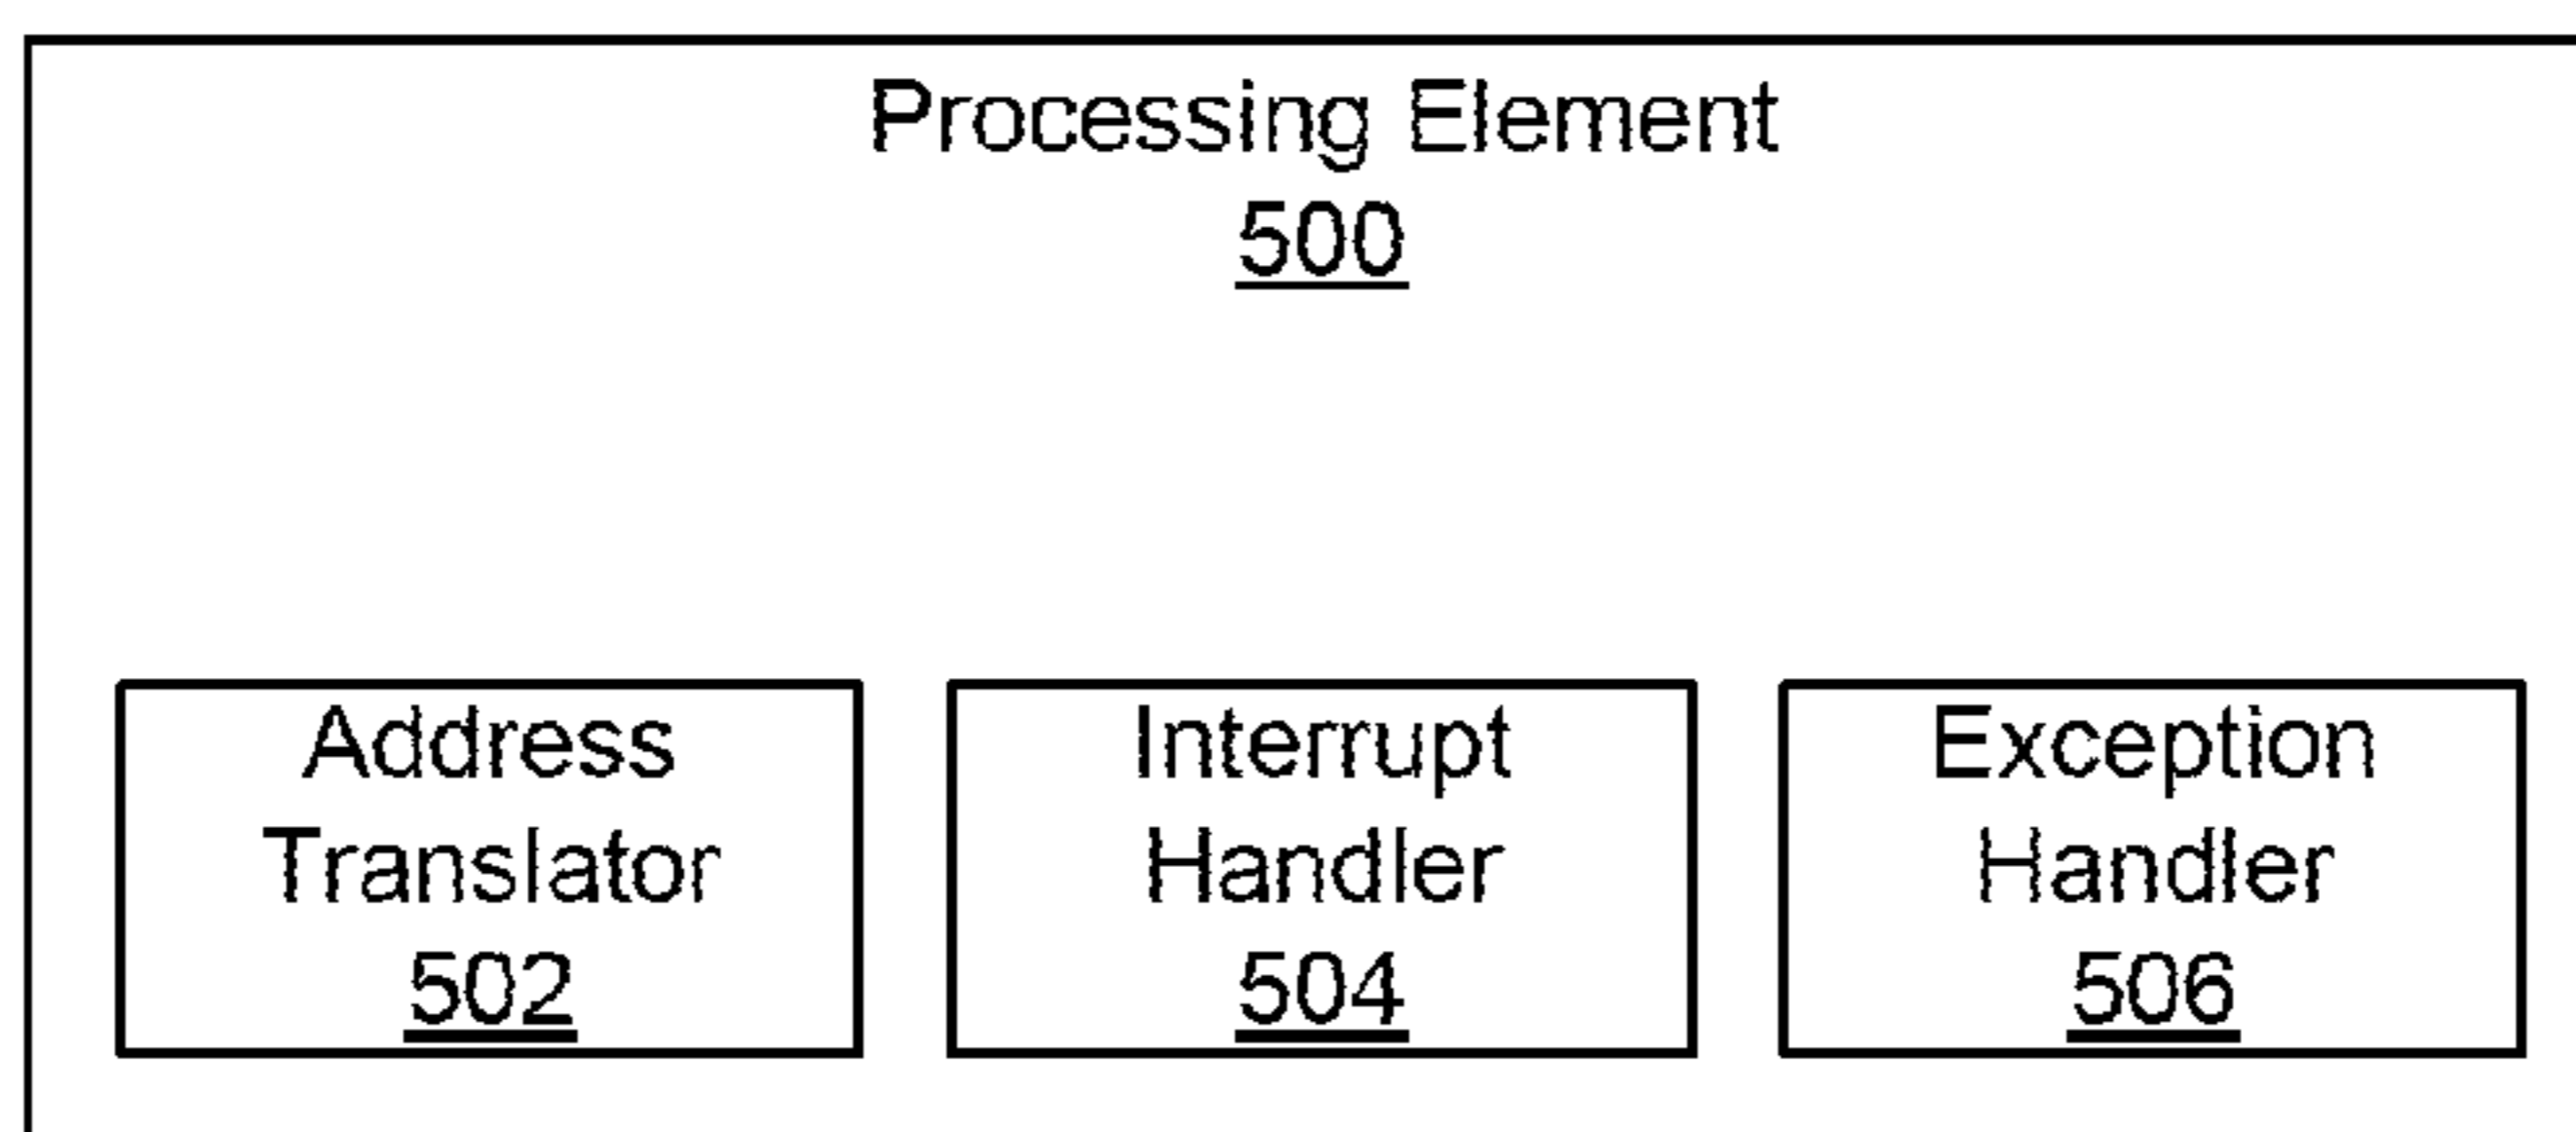 Processing Element
500
Address
Translator
502
Interrupt
Handler
504
Exception
Handler
506